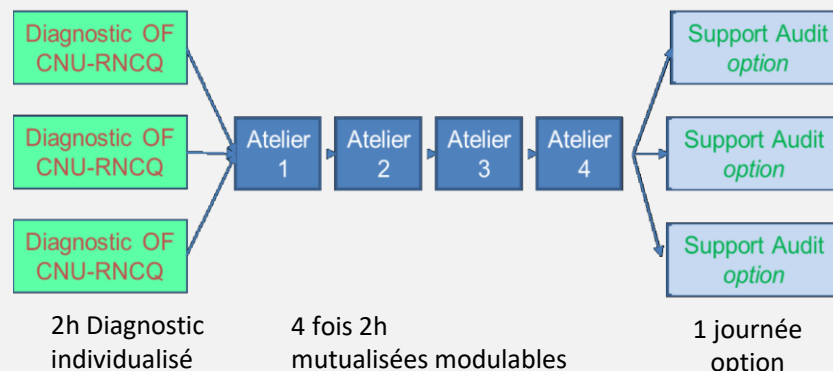 Diagnostic OF
CNU-RNCQ
Diagnostic OF
CNU-RNCQ
Diagnostic OF
CNU-RNCQ
Atelier
1
Atelier
2
Atelier
3
Atelier
4
Support Audit
option
Support Audit
option
Support Audit
option
2h Diagnostic
individualisé
4 fois 2h
mutualisées modulables
1 journée
option